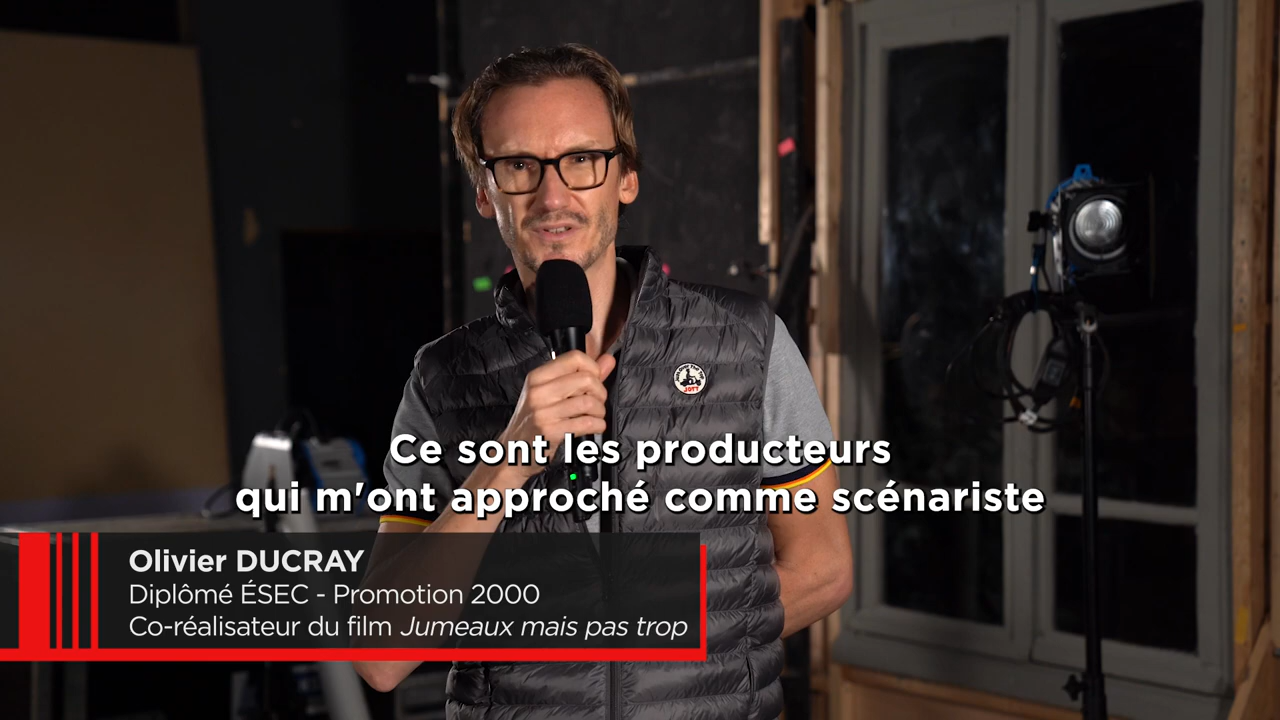 JOTT
Ce sont les producteurs
qui m'ont approché comme scénariste
Olivier DUCRAY
Diplômé ÉSEC - Promotion 2000
Co-réalisateur du film Jumeaux mais pas trop